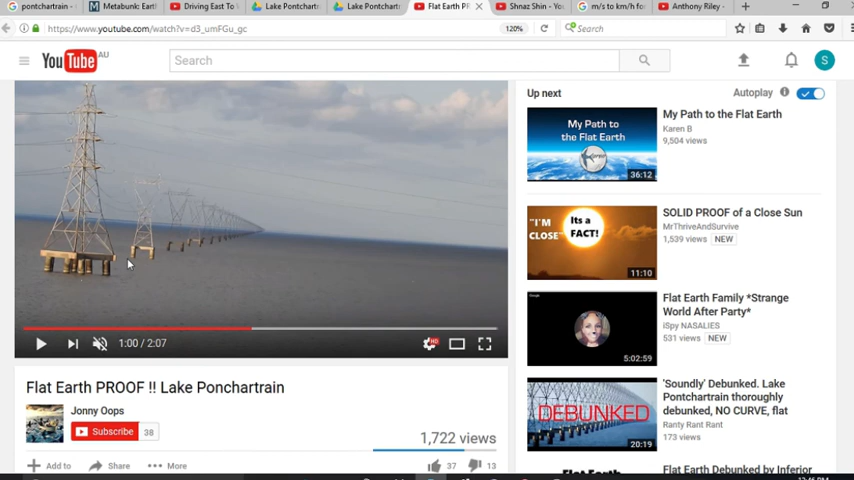 pontchartrain -
Metabunk: Eart
Driving East To
Lake Pontchart
Lake Pontchart
Flat Earth P
Shnaz Shin - You
m/s to km/h fo
Anthony Riley -
https://www.youtube.com/watch?v=d3_umFGu_gc
120%
Search
YouTube AU
Search
S
Up next
Autoplay
My Path to the Flat Earth
36:12
My Path to the Flat Earth
Karen B
9,504 views
"I'M CLOSE"
Its a FACT!
11:10
SOLID PROOF of a Close Sun
MrThriveAndSurvive
1,539 views NEW
5:02:59
Flat Earth Family *Strange
World After Party*
iSpy NASALIES
531 views NEW
DEBUNKED
20:19
'Soundly' Debunked. Lake
Pontchartrain thoroughly
debunked, NO CURVE, flat
Ranty Rant Rant
173 views
Flat Earth Debunked by Inferior
1:00 / 2:07
HD
Flat Earth PROOF !! Lake Ponchartrain
Jonny Oops
Subscribe 38
1,722 views
Add to
Share
More
37
13